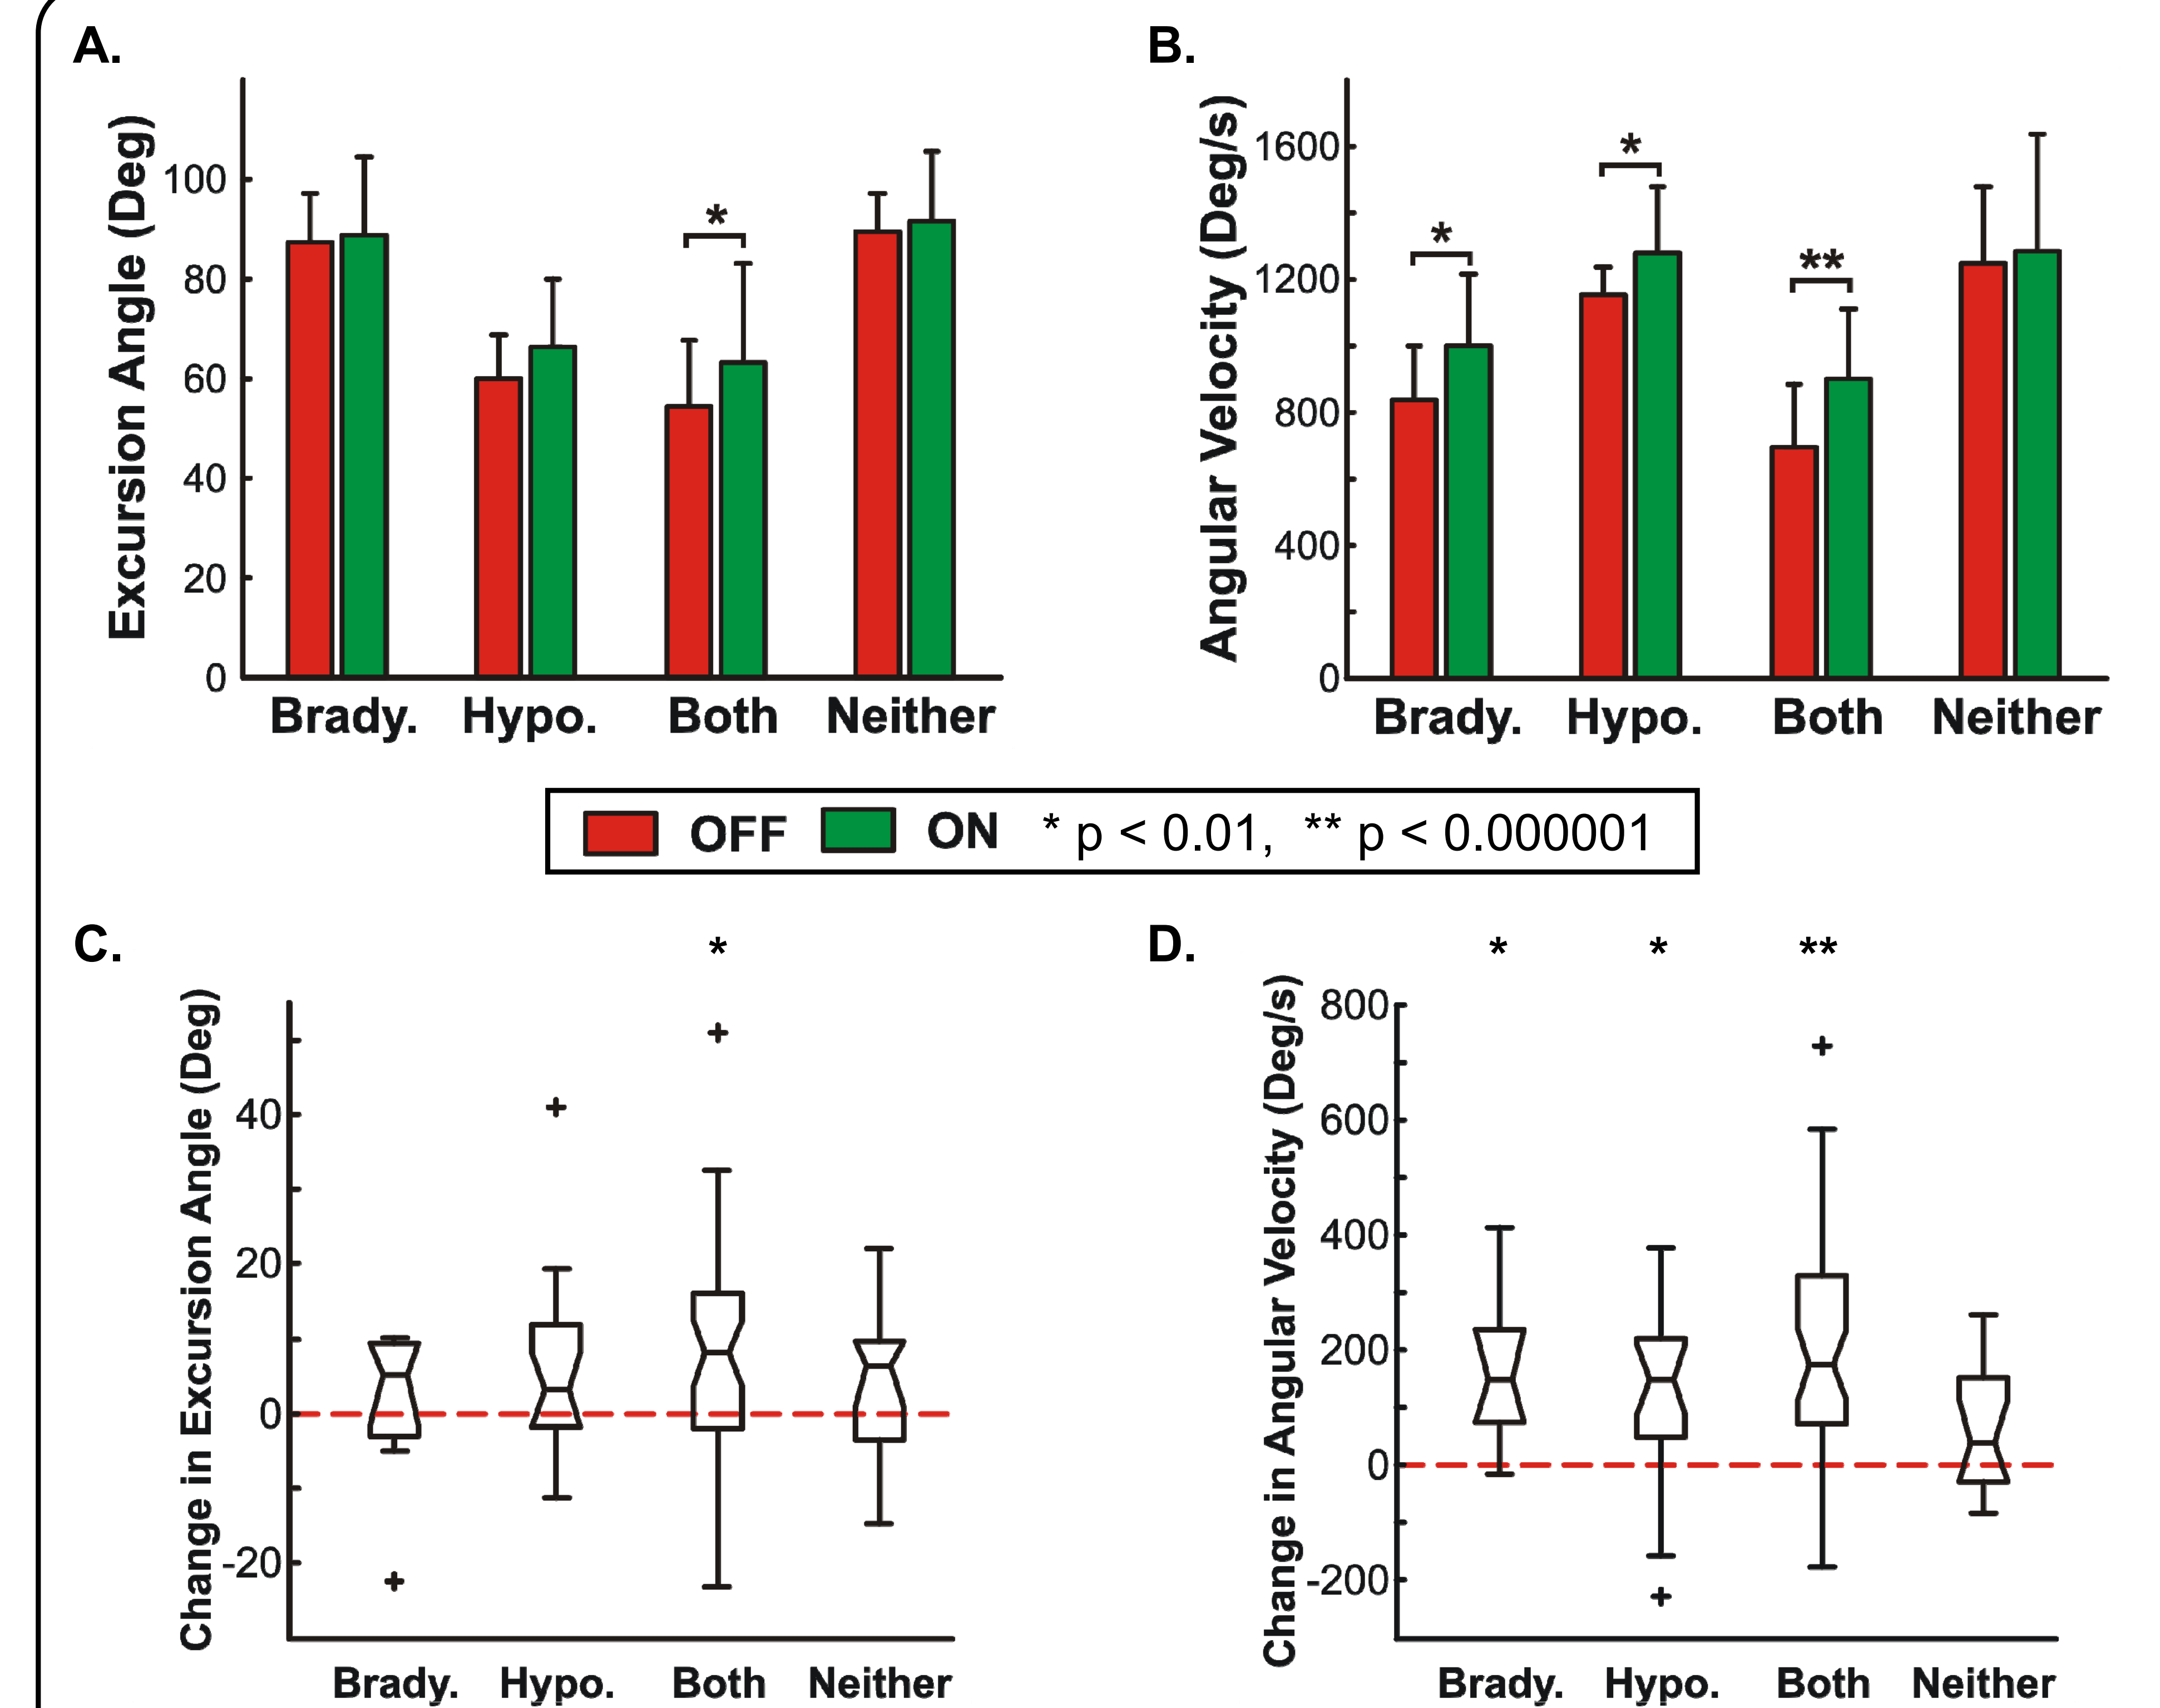 A.
Excursion Angle (Deg)
100
80
60
40
20
0
*
Brady. Hypo. Both Neither
B.
Angular Velocity (Deg/s)
1600
1200
800
400
0
*
*
**
Brady. Hypo. Both Neither
OFF ON * p < 0.01, ** p < 0.000001
C.
*
Change in Excursion Angle (Deg)
40
20
0
-20
Brady. Hypo. Both Neither
D.
* * **
Change in Angular Velocity (Deg/s)
800
600
400
200
0
-200
Brady. Hypo. Both Neither